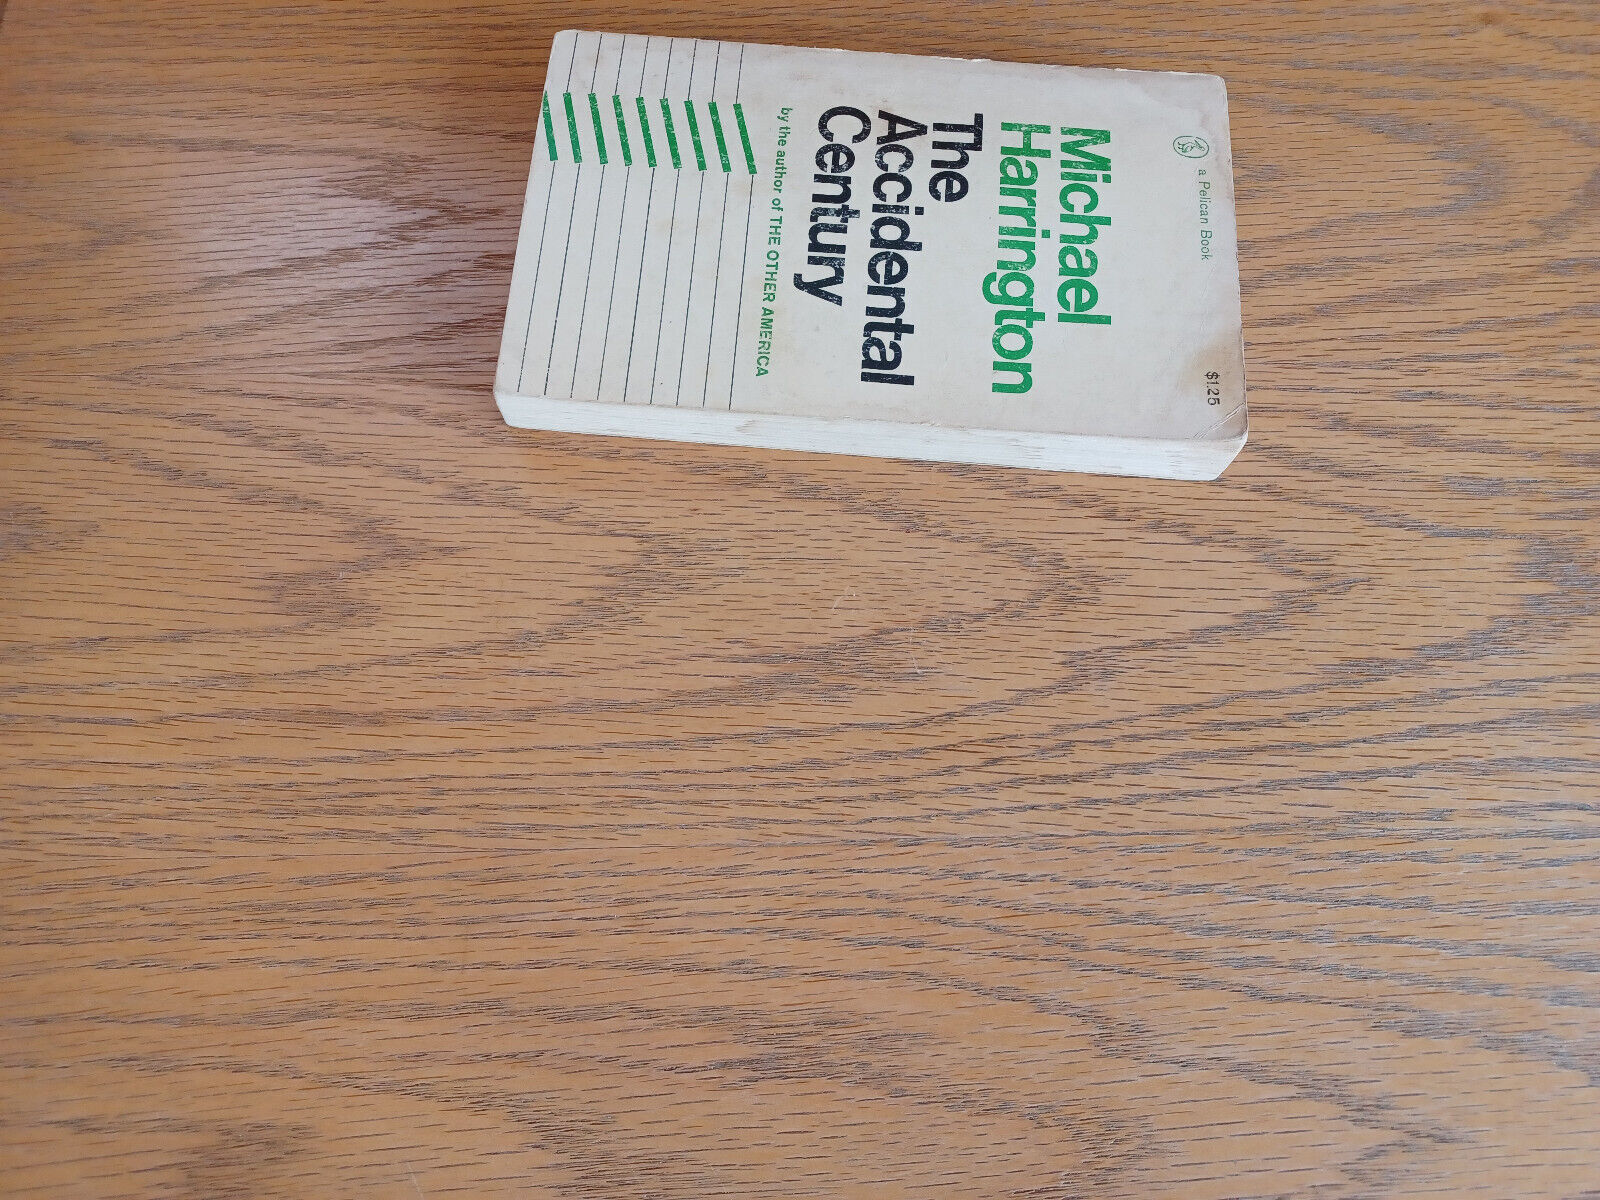 a Pelican Book
$1.25
Michael
Harrington
The
Accidental
Century
by the author of THE OTHER AMERICA